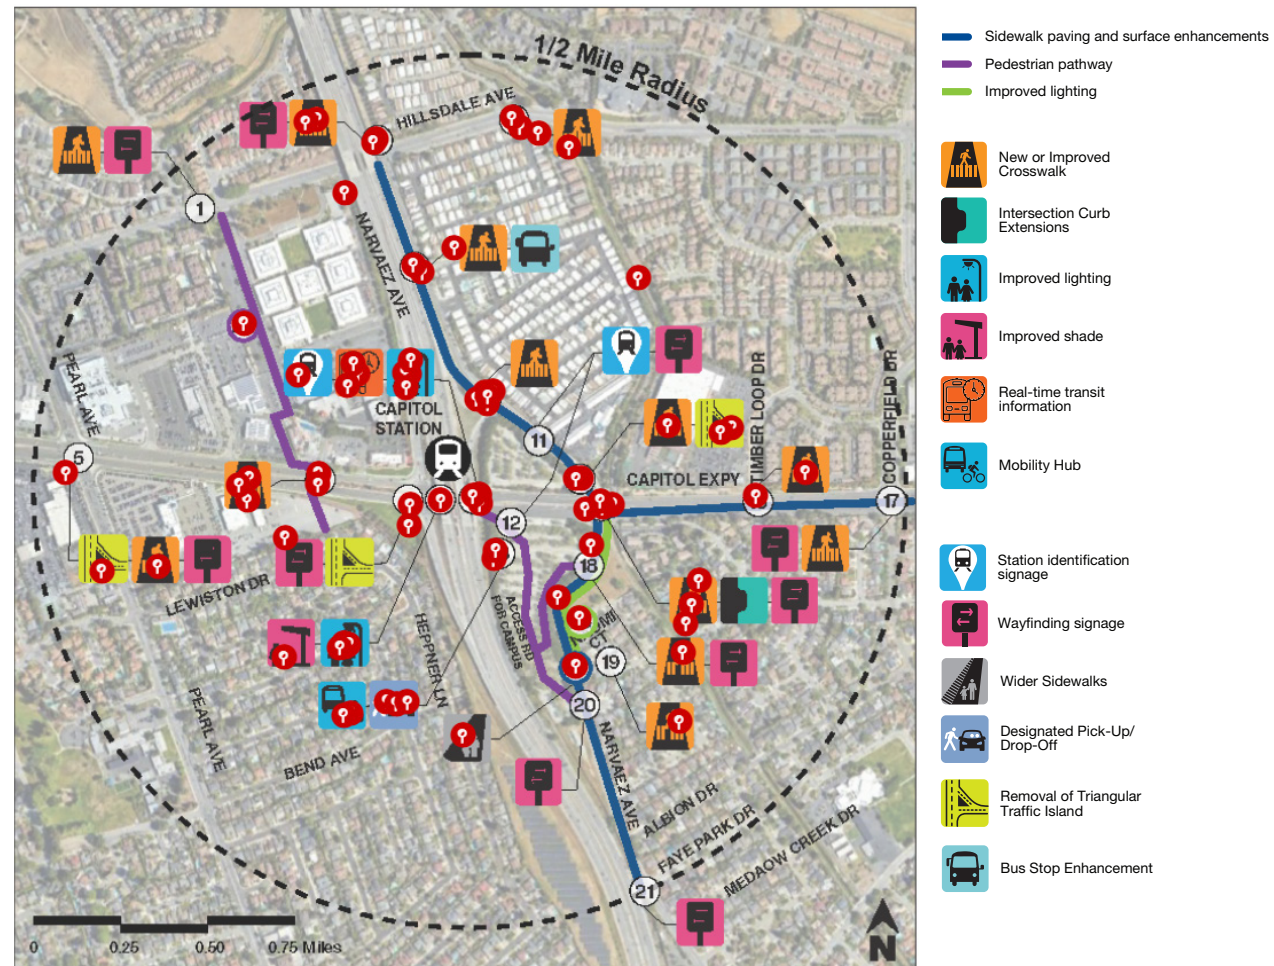 1/2 Mile Radius
HILLSDALE AVE
1
NARVAEZ AVE
PEARL AVE
CAPITOL
STATION
TIMBER LOOP DR
COPPERFIELD DR
5
11
CAPITOL EXPY
17
12
18
LEWISTON DR
ACCESS RD
FOR CAMPUS
HEPPNER LN
CT
19
20
PEARL AVE
BEND AVE
NARVAEZ AVE
ALBION DR
FAYE PARK DR
MEDAOW CREEK DR
21
0
0.25
0.50
0.75 Miles
N
Sidewalk paving and surface enhancements
Pedestrian pathway
Improved lighting
New or Improved
Crosswalk
Intersection Curb
Extensions
Improved lighting
Improved shade
Real-time transit
information
Mobility Hub
Station identification
signage
Wayfinding signage
Wider Sidewalks
Designated Pick-Up/
Drop-Off
Removal of Triangular
Traffic Island
Bus Stop Enhancement